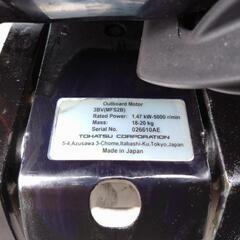 Outboard Motor
3BV(MFS2B)
Rated Power: 1.47 kW-5000 r/min
Mass: 18-20 kg
Serial No. 026610AE
TOHATSU CORPORATION
5-4,Azusawa 3-Chome,Itabashi-Ku,Tokyo,Japan
Made in Japan